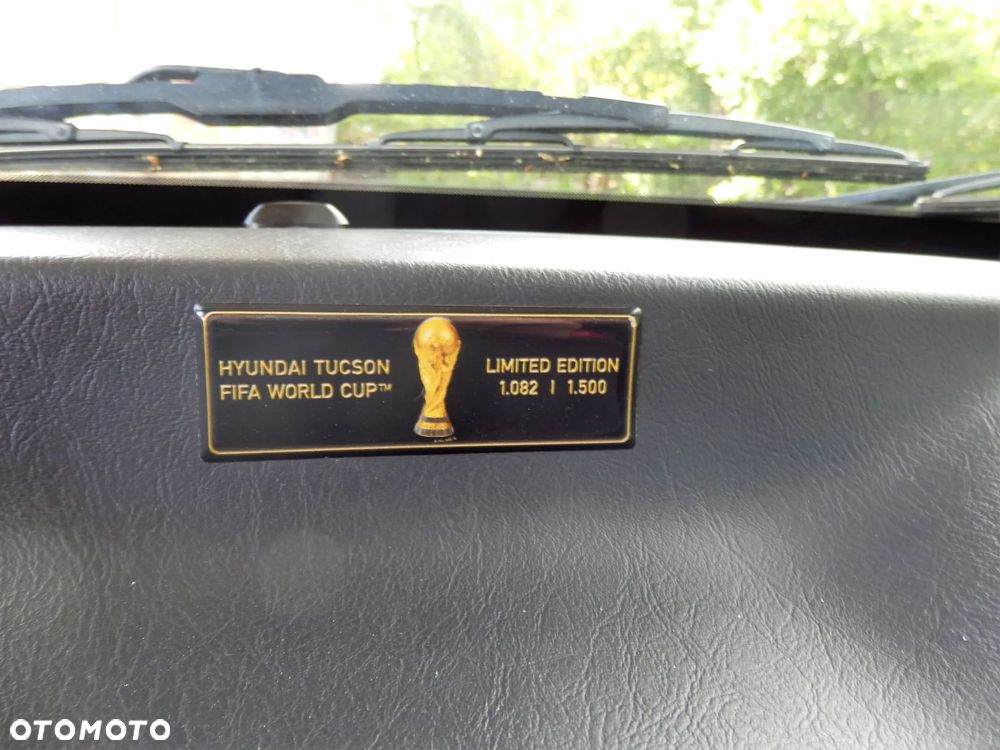 HYUNDAI TUCSON
FIFA WORLD CUP™
LIMITED EDITION
1.082 | 1.500
OTOMOTO